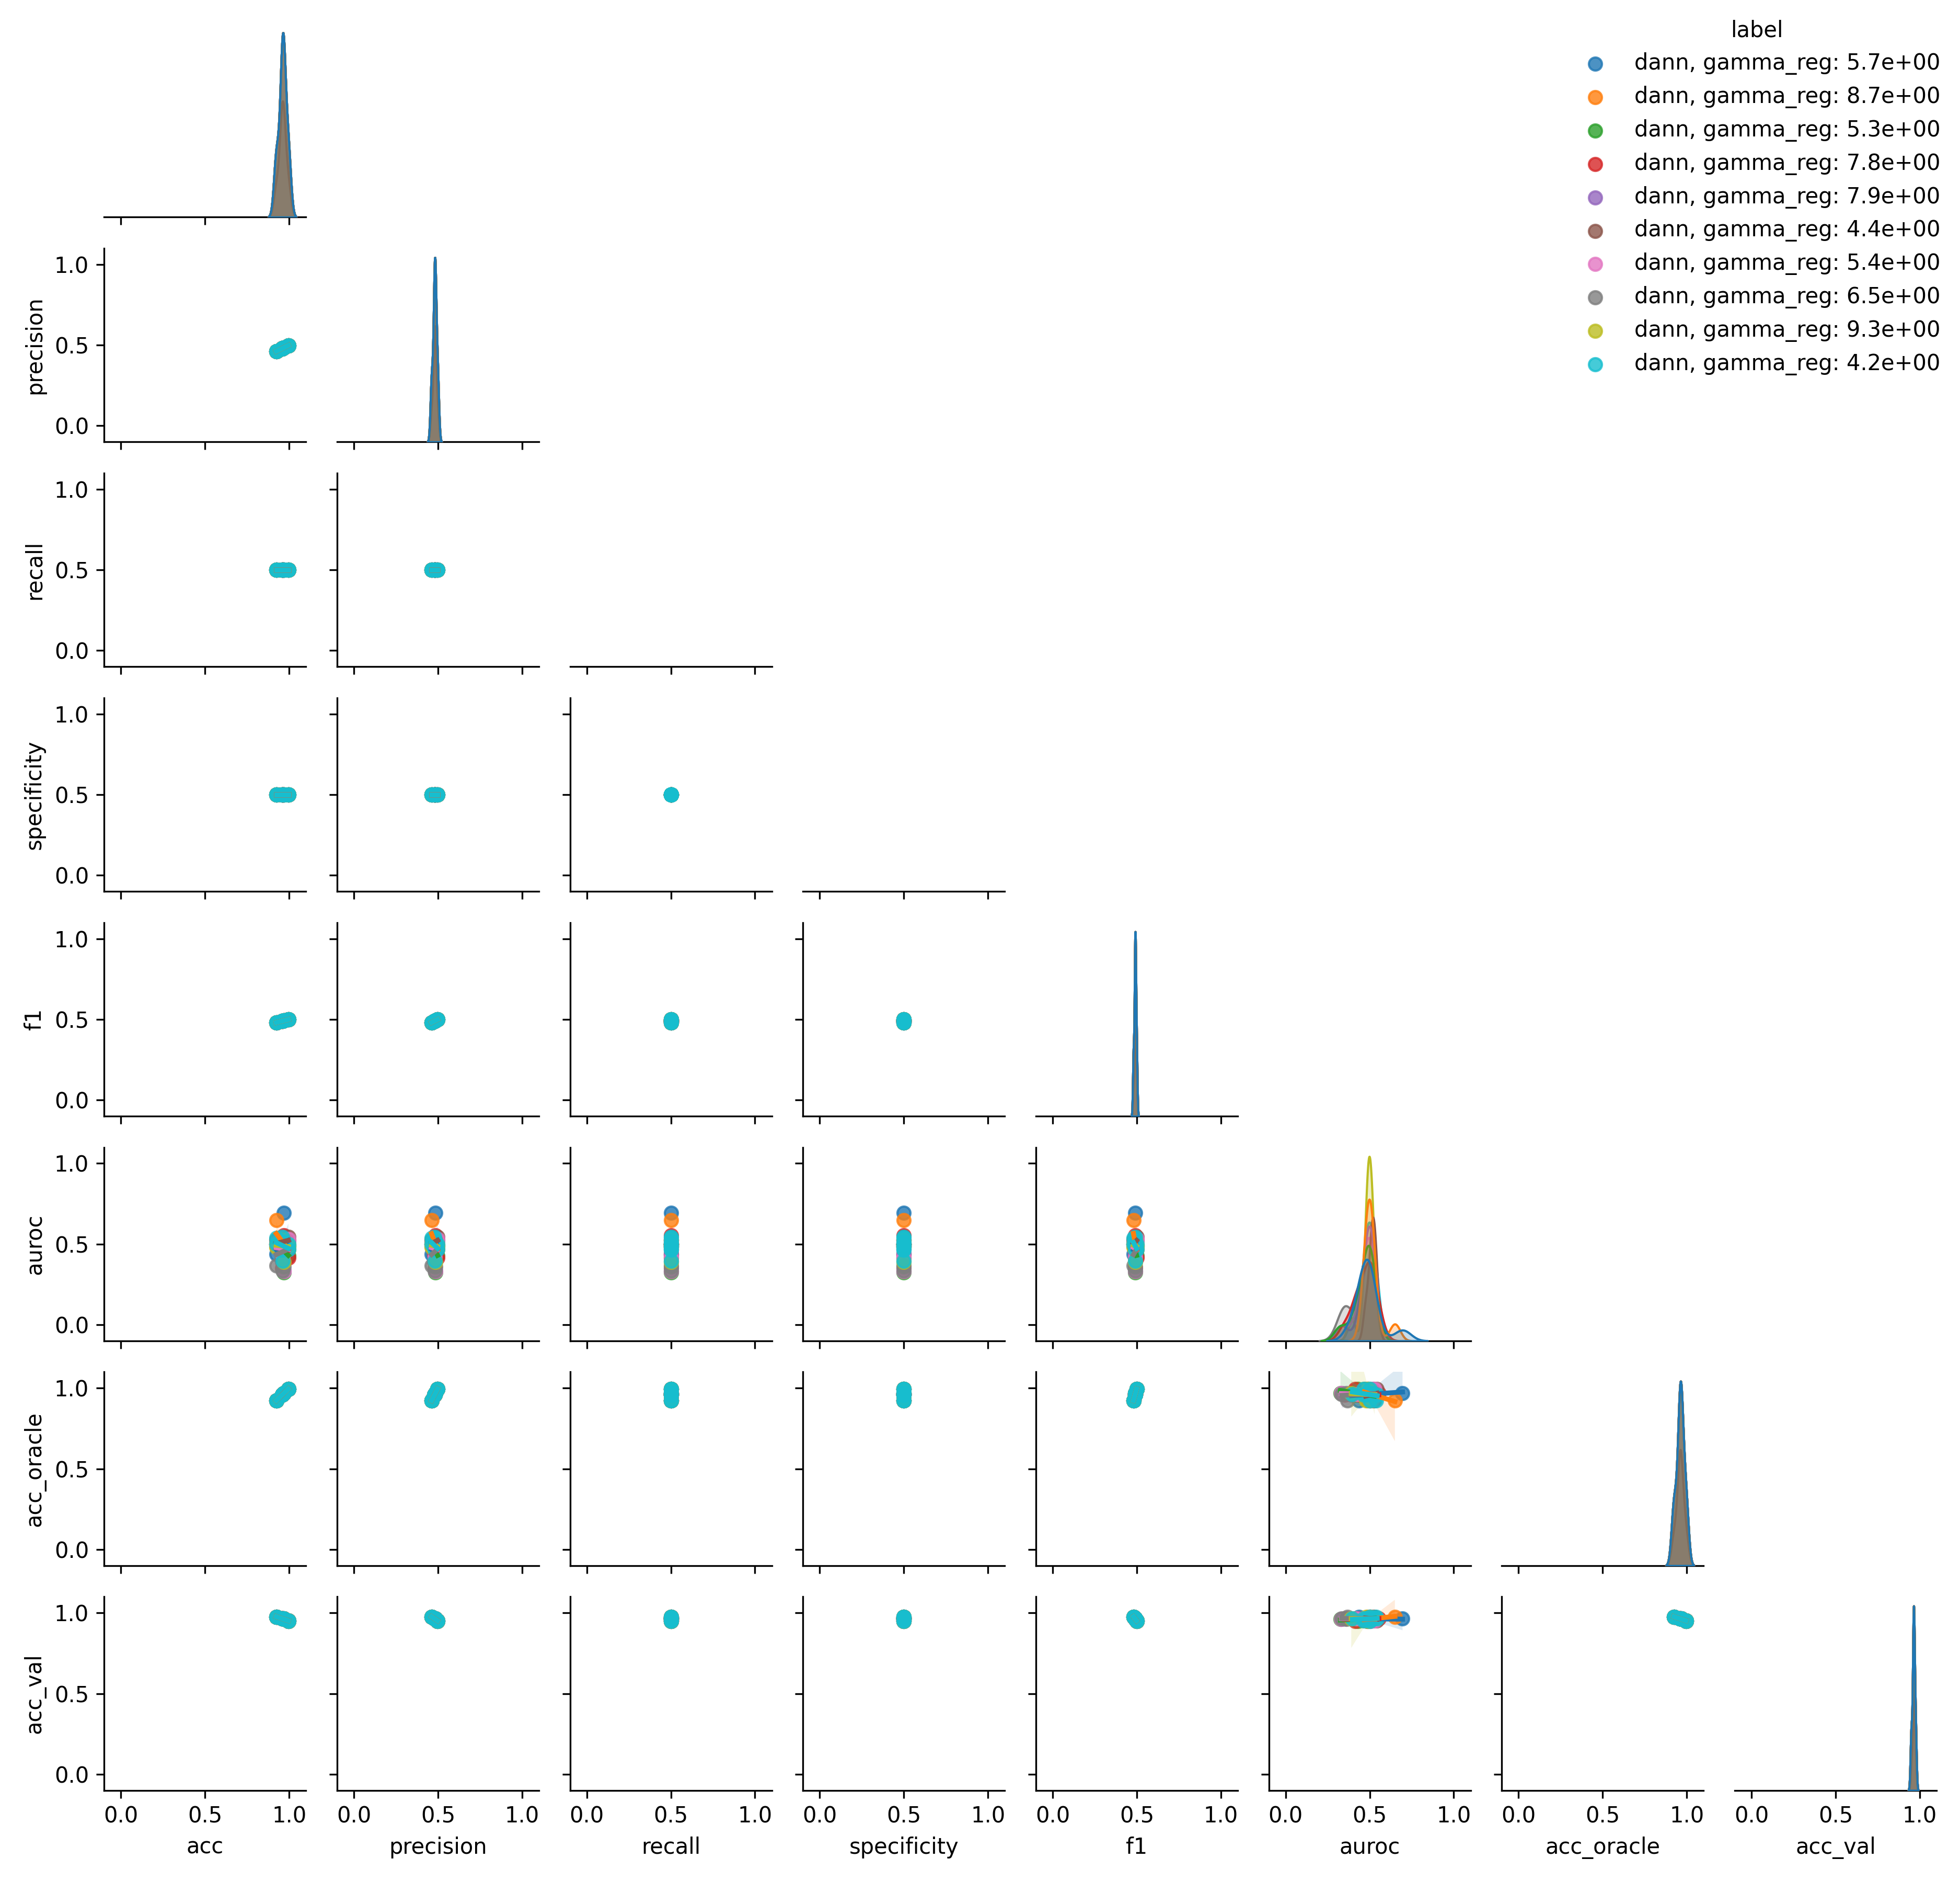 label
dann, gamma_reg: 5.7e+00
dann, gamma_reg: 8.7e+00
dann, gamma_reg: 5.3e+00
dann, gamma_reg: 7.8e+00
dann, gamma_reg: 7.9e+00
dann, gamma_reg: 4.4e+00
dann, gamma_reg: 5.4e+00
dann, gamma_reg: 6.5e+00
dann, gamma_reg: 9.3e+00
dann, gamma_reg: 4.2e+00
1.0
0.5
0.0
precision
1.0
0.5
0.0
recall
1.0
0.5
0.0
specificity
1.0
0.5
0.0
f1
1.0
0.5
0.0
auroc
1.0
0.5
0.0
acc_oracle
1.0
0.5
0.0
acc_val
0.0 0.5 1.0 0.0 0.5 1.0 0.0 0.5 1.0 0.0 0.5 1.0 0.0 0.5 1.0 0.0 0.5 1.0 0.0 0.5 1.0 0.0 0.5 1.0
acc precision recall specificity f1 auroc acc_oracle acc_val